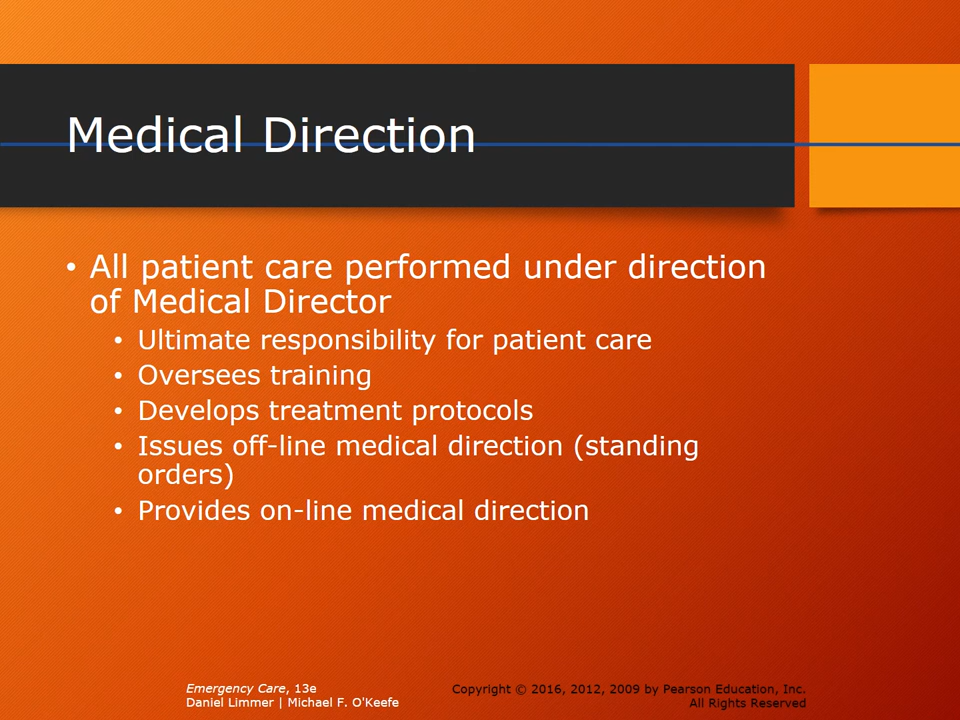 Medical Direction
• All patient care performed under direction
of Medical Director
• Ultimate responsibility for patient care
• Oversees training
• Develops treatment protocols
• Issues off-line medical direction (standing
orders)
• Provides on-line medical direction
Emergency Care, 13e
Daniel Limmer | Michael F. O'Keefe
Copyright © 2016, 2012, 2009 by Pearson Education, Inc.
All Rights Reserved